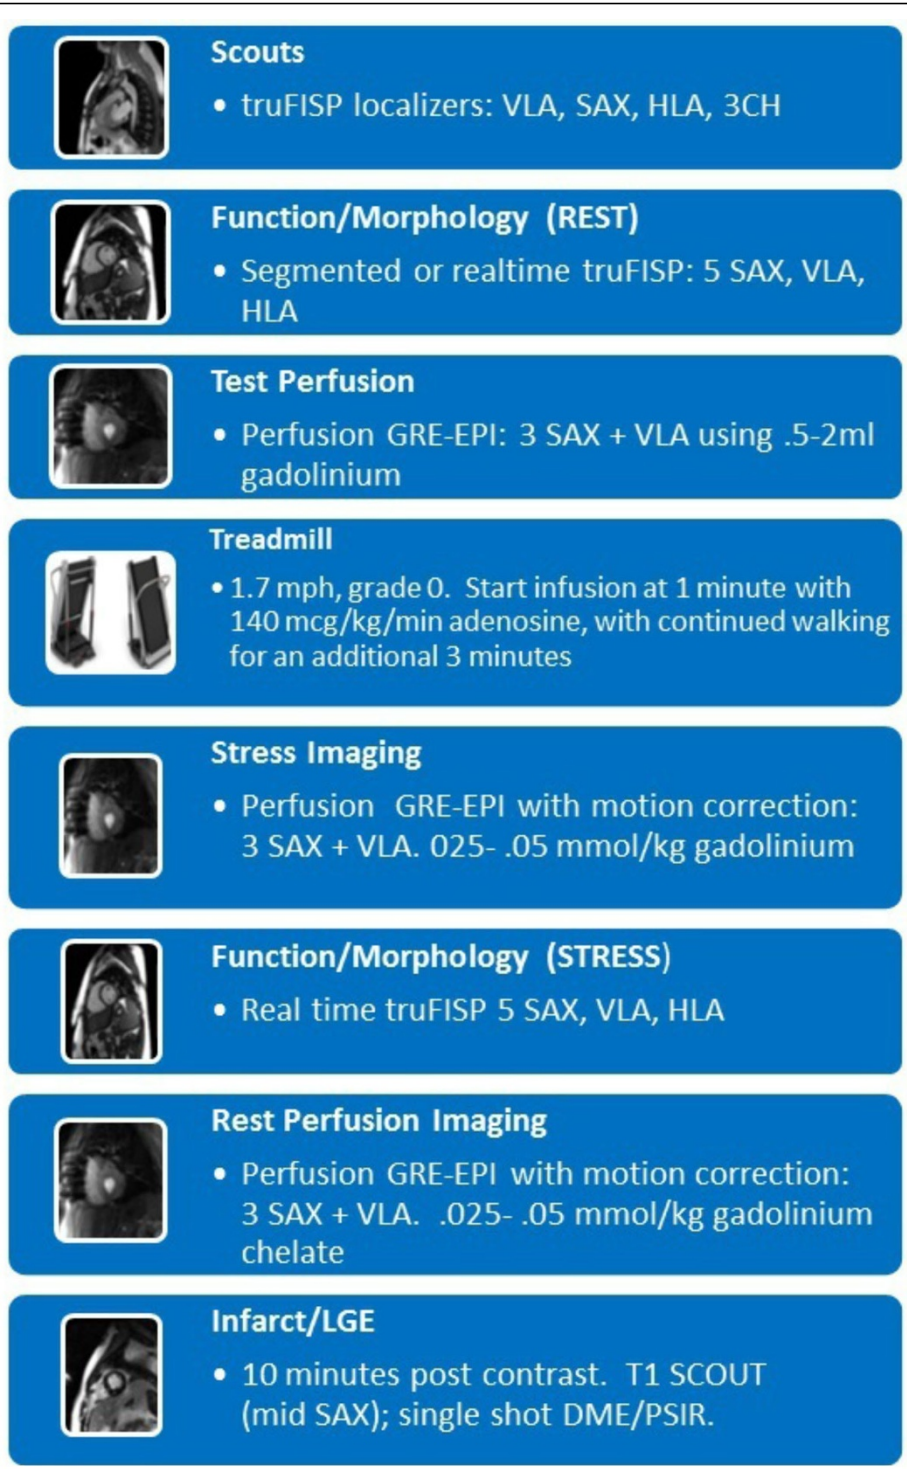 Scouts
• truFISP localizers: VLA, SAX, HLA, 3CH
Function/Morphology (REST)
• Segmented or realtime truFISP: 5 SAX, VLA,
HLA
Test Perfusion
• Perfusion GRE-EPI: 3 SAX + VLA using .5-2ml
gadolinium
Treadmill
• 1.7 mph, grade 0. Start infusion at 1 minute with
140 mcg/kg/min adenosine, with continued walking
for an additional 3 minutes
Stress Imaging
• Perfusion GRE-EPI with motion correction:
3 SAX + VLA. 025- .05 mmol/kg gadolinium
Function/Morphology (STRESS)
• Real time truFISP 5 SAX, VLA, HLA
Rest Perfusion Imaging
• Perfusion GRE-EPI with motion correction:
3 SAX + VLA. .025- .05 mmol/kg gadolinium
chelate
Infarct/LGE
• 10 minutes post contrast. T1 SCOUT
(mid SAX); single shot DME/PSIR.